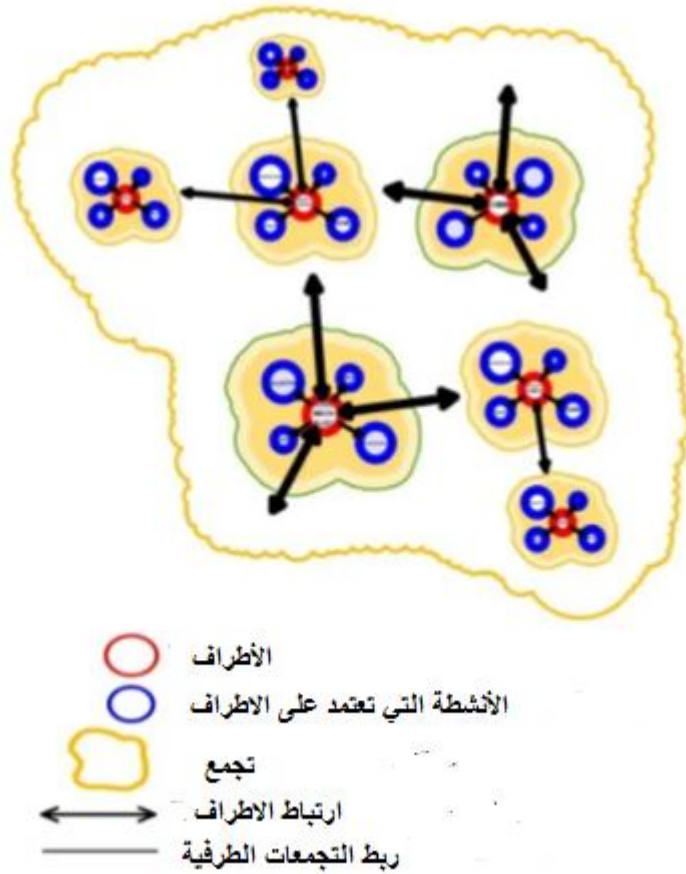 الأطراف
الأنشطة التي تعتمد على الاطراف
تجمع
ارتباط الاطراف
ربط التجمعات الطرفية